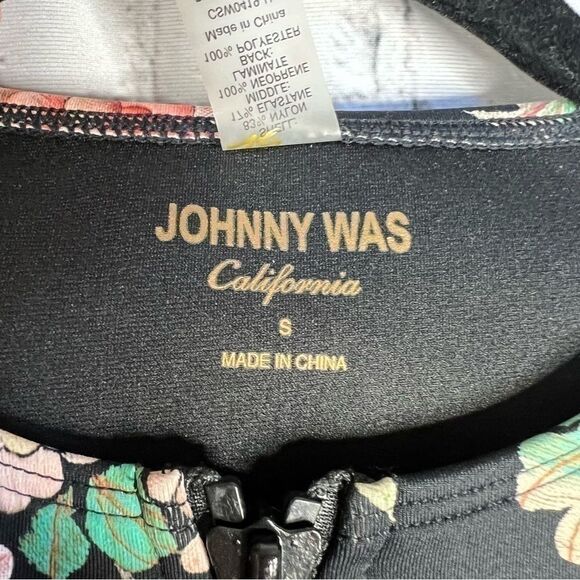 SHELL:
83% NYLON
17% ELASTANE
MIDDLE:
100% NEOPRENE
LAMINATE
BACK:
100% POLYESTER
Made in China
JOHNNY WAS
California
S
MADE IN CHINA